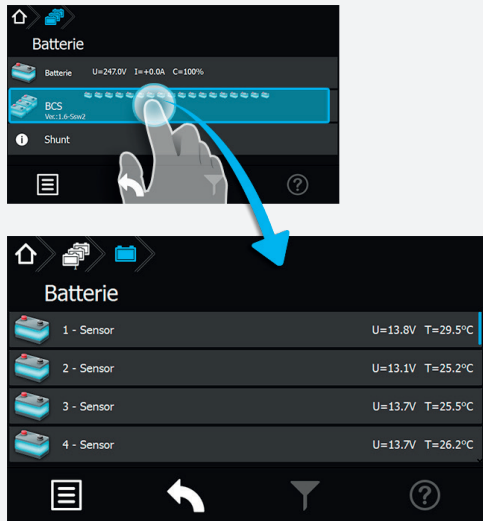 Batterie
Batterie U=247.0V I=+0.0A C=100%
BCS
Ver.:1.6-Ssw2
i Shunt
?
Batterie
1 - Sensor U=13.8V T=29.5°C
2 - Sensor U=13.1V T=25.2°C
3 - Sensor U=13.7V T=25.5°C
4 - Sensor U=13.7V T=26.2°C
?